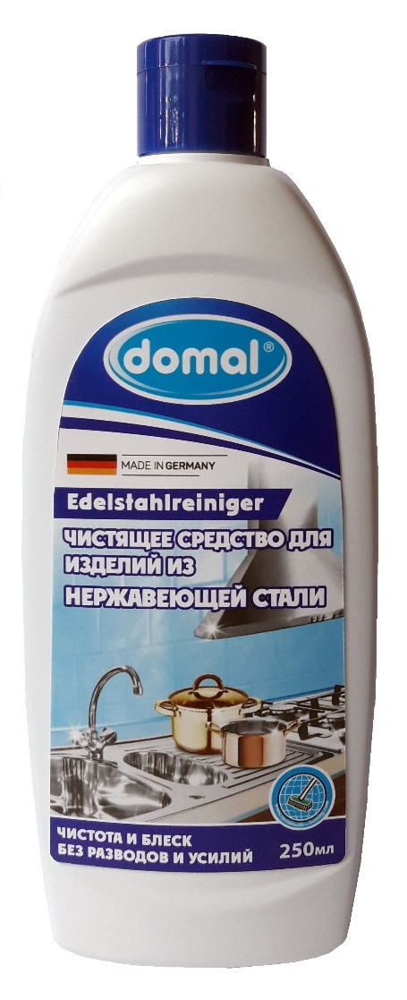 domal®
MADE IN GERMANY
Edelstahlreiniger
ЧИСТЯЩЕЕ СРЕДСТВО ДЛЯ
ИЗДЕЛИЙ ИЗ
НЕРЖАВЕЮЩЕЙ СТАЛИ
ЧИСТОТА И БЛЕСК
БЕЗ РАЗВОДОВ И УСИЛИЙ
250мл